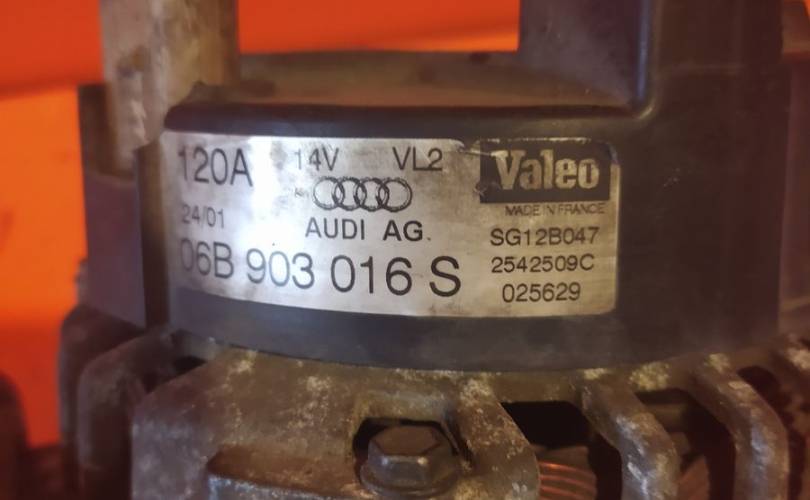 120A 14V VL2
24/01
AUDI AG.
06B 903 016 S
Valeo
MADE IN FRANCE
SG12B047
2542509C
025629